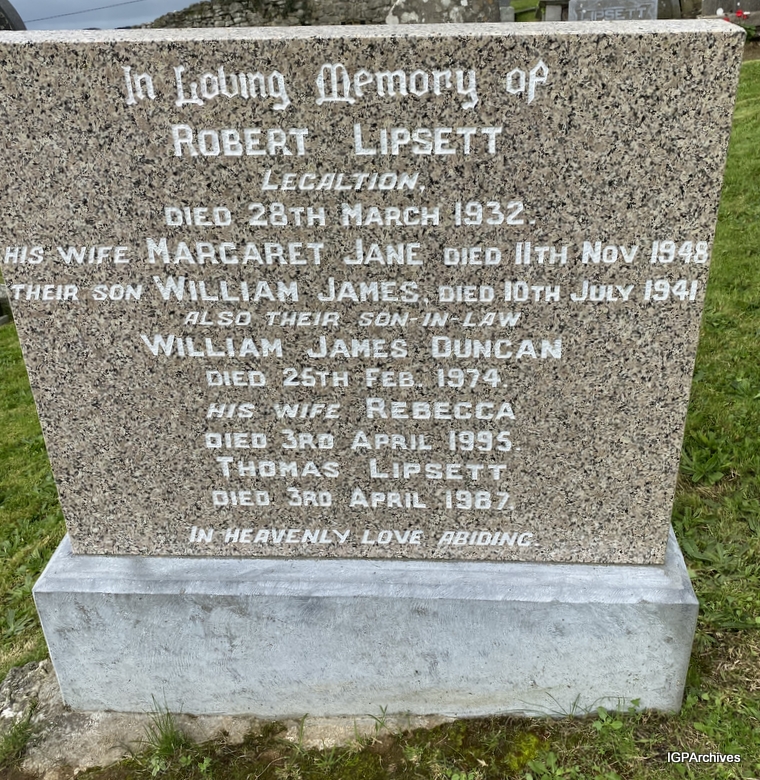 LIPSETT
In Loving Memory of
ROBERT LIPSETT
LEGALTION,
DIED 28TH MARCH 1932.
HIS WIFE MARGARET JANE DIED 11TH NOV 1948
THEIR SON WILLIAM JAMES, DIED 10TH JULY 1941
ALSO THEIR SON-IN-LAW
WILLIAM JAMES DUNCAN
DIED 25TH FEB. 1974.
HIS WIFE REBECCA
DIED 3RD APRIL 1995.
THOMAS LIPSETT
DIED 3RD APRIL 1987.
IN HEAVENLY LOVE ABIDING.
IGPArchives